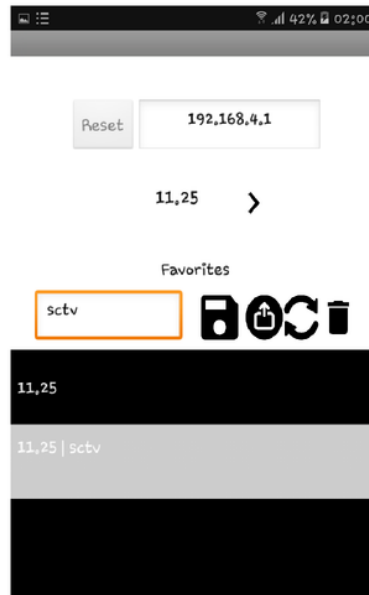 42% 02:00
Reset 192.168.4.1
11.25
Favorites
sctv
11.25
11.25 | sctv